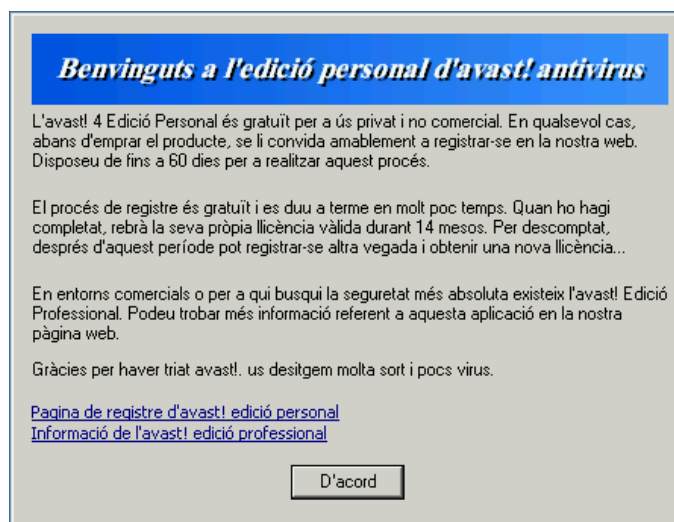 Benvinguts a l'edició personal d'avast! antivirus
L'avast! 4 Edició Personal és gratuït per a ús privat i no comercial. En qualsevol cas,
abans d'emprar el producte, se li convida amablement a registrar-se en la nostra web.
Disposeu de fins a 60 dies per a realitzar aquest procés.
El procés de registre és gratuït i es duu a terme en molt poc temps. Quan ho hagi
completat, rebrà la seva pròpia llicència vàlida durant 14 mesos. Per descomptat,
després d'aquest període pot registrar-se altra vegada i obtenir una nova llicència...
En entorns comercials o per a qui busqui la seguretat més absoluta existeix l'avast! Edició
Professional. Podeu trobar més informació referent a aquesta aplicació en la nostra
pàgina web.
Gràcies per haver triat avast!. us desitgem molta sort i pocs virus.
Pagina de registre d'avast! edició personal
Informació de l'avast! edició professional
D'acord